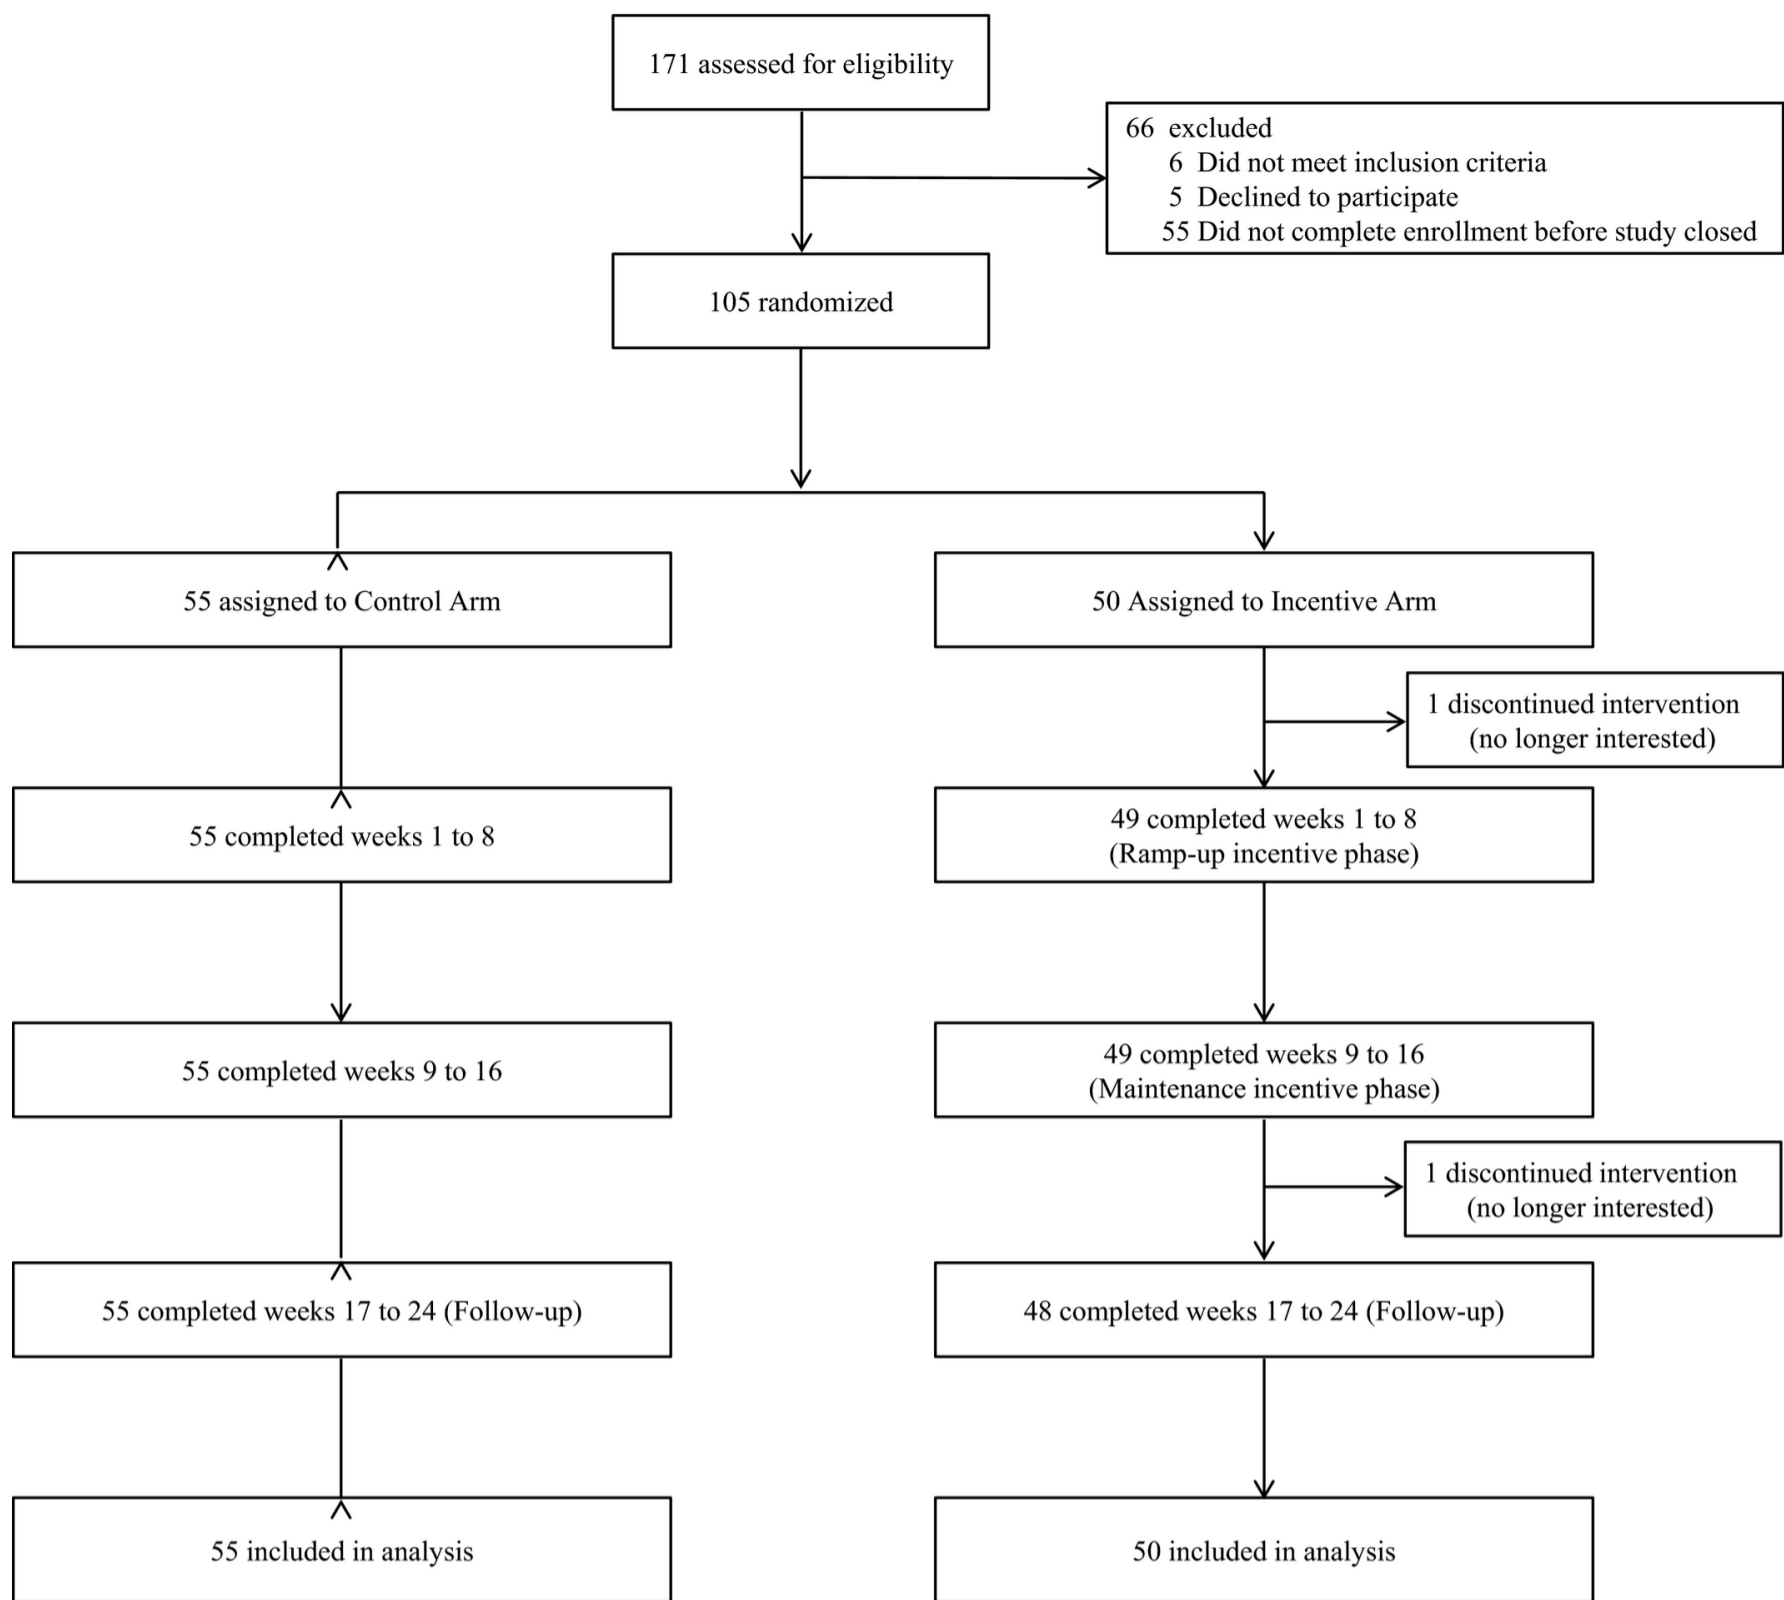 171 assessed for eligibility
66 excluded
6 Did not meet inclusion criteria
5 Declined to participate
55 Did not complete enrollment before study closed
105 randomized
55 assigned to Control Arm
50 Assigned to Incentive Arm
1 discontinued intervention
(no longer interested)
55 completed weeks 1 to 8
49 completed weeks 1 to 8
(Ramp-up incentive phase)
55 completed weeks 9 to 16
49 completed weeks 9 to 16
(Maintenance incentive phase)
1 discontinued intervention
(no longer interested)
55 completed weeks 17 to 24 (Follow-up)
48 completed weeks 17 to 24 (Follow-up)
55 included in analysis
50 included in analysis